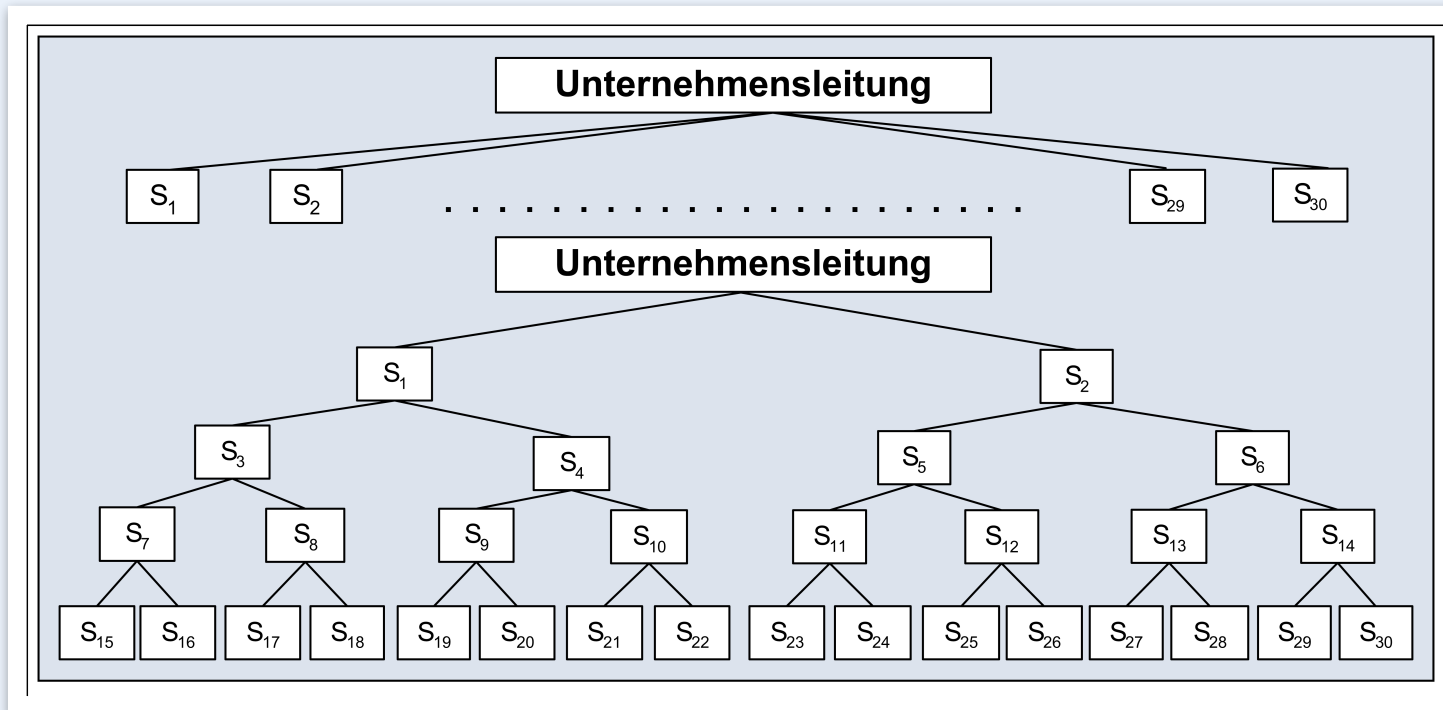 Unternehmensleitung
S1 S2 . . . . . . . . . . . . . . . . . . . . . . S29 S30
Unternehmensleitung
S1 S2
S3 S4 S5 S6
S7 S8 S9 S10 S11 S12 S13 S14
S15 S16 S17 S18 S19 S20 S21 S22 S23 S24 S25 S26 S27 S28 S29 S30